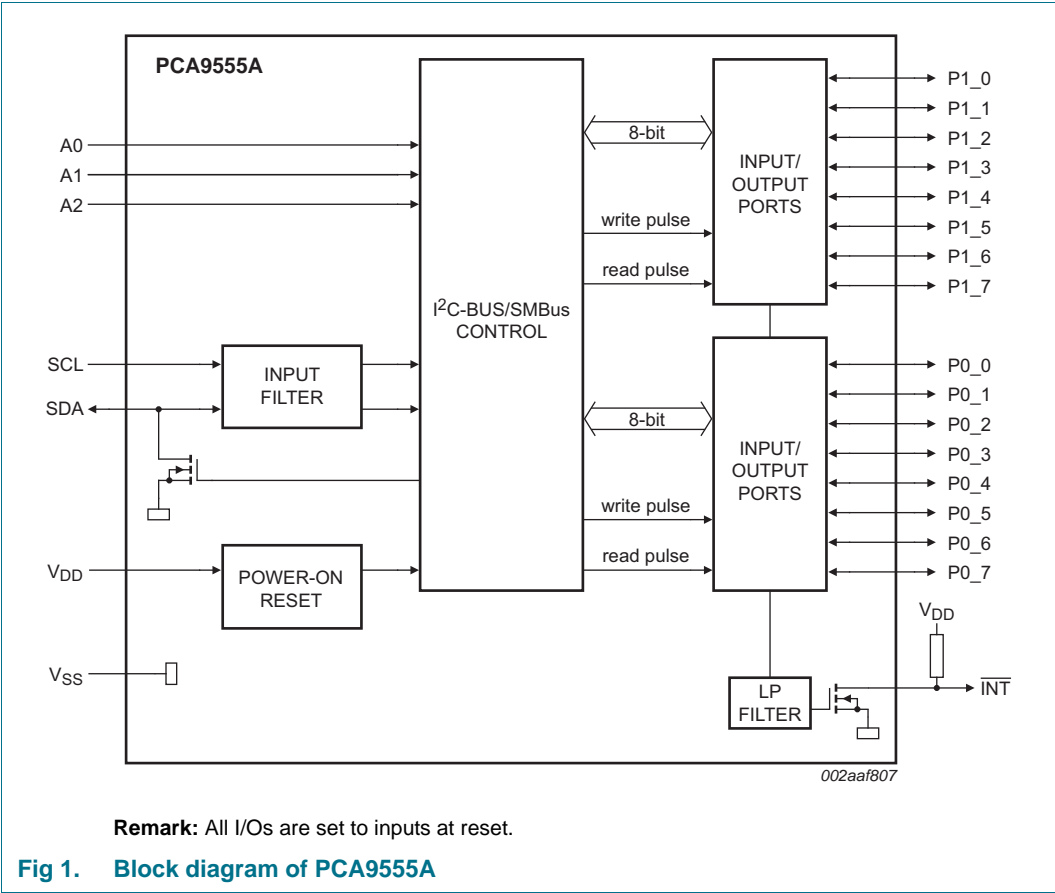 PCA9555A
A0
A1
A2
SCL
SDA
VDD
VSS
INPUT
FILTER
POWER-ON
RESET
I2C-BUS/SMBus
CONTROL
8-bit
write pulse
read pulse
8-bit
write pulse
read pulse
INPUT/
OUTPUT
PORTS
INPUT/
OUTPUT
PORTS
LP
FILTER
P1_0
P1_1
P1_2
P1_3
P1_4
P1_5
P1_6
P1_7
P0_0
P0_1
P0_2
P0_3
P0_4
P0_5
P0_6
P0_7
VDD
INT
002aaf807
Remark: All I/Os are set to inputs at reset.
Fig 1. Block diagram of PCA9555A